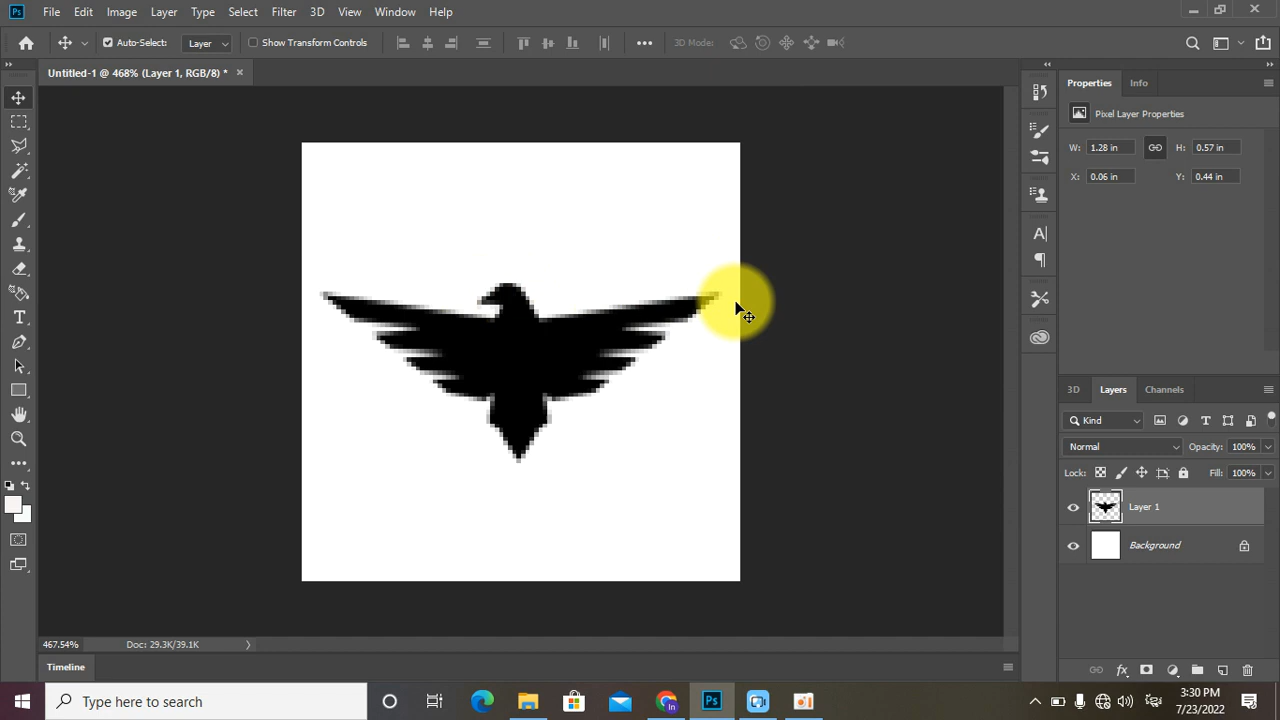 Ps File Edit Image Layer Type Select Filter 3D View Window Help
Auto-Select: Layer Show Transform Controls 3D Mode:
Untitled-1 @ 468% (Layer 1, RGB/8) *
Properties Info
Pixel Layer Properties
W: 1.28 in H: 0.57 in
X: 0.06 in Y: 0.44 in
3D Layers Channels
Kind
Normal Opacity: 100%
Lock: Fill: 100%
Layer 1
Background
467.54% Doc: 29.3K/39.1K
Timeline
Type here to search
Ps
3:30 PM
7/23/2022